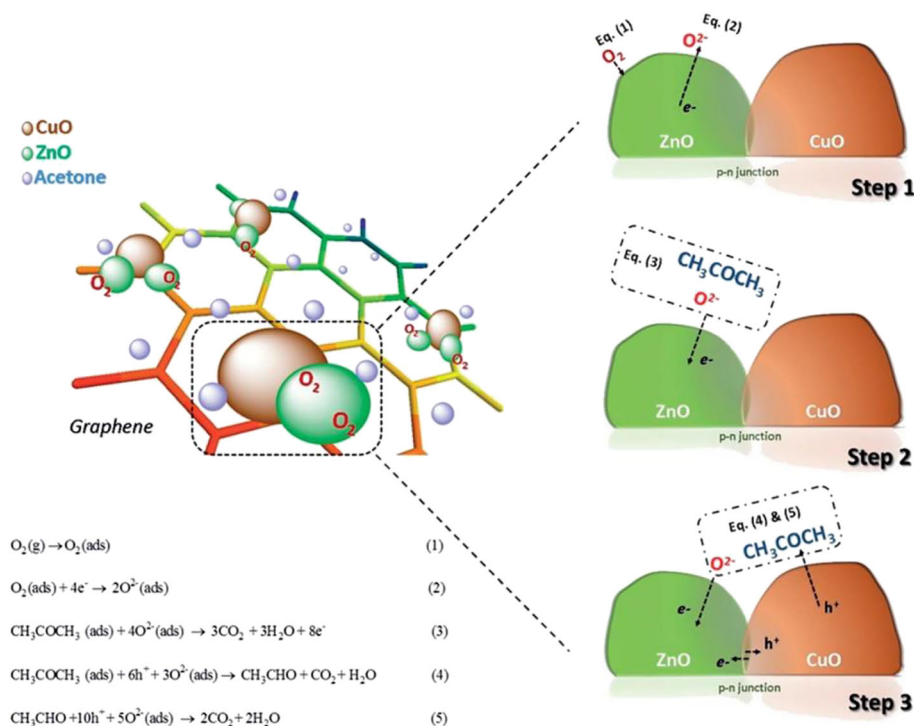 CuO
ZnO
Acetone
O2
O2
O2
O2
O2
O2
O2
Graphene
O2(g) →O2(ads) (1)
O2(ads) + 4e- → 2O2-(ads) (2)
CH3COCH3 (ads) + 4O2-(ads) → 3CO2 + 3H2O + 8e- (3)
CH3COCH3 (ads) + 6h+ + 3O2-(ads) → CH3CHO + CO2 + H2O (4)
CH3CHO +10h+ + 5O2-(ads) → 2CO2 + 2H2O (5)
Eq. (1)
O2
O2-
Eq. (2)
e-
ZnO
CuO
p-n junction
Step 1
Eq. (3)
CH3COCH3
O2-
e-
ZnO
CuO
p-n junction
Step 2
Eq. (4) & (5)
CH3COCH3
O2-
e-
h+
h+
e-
ZnO
CuO
p-n junction
Step 3